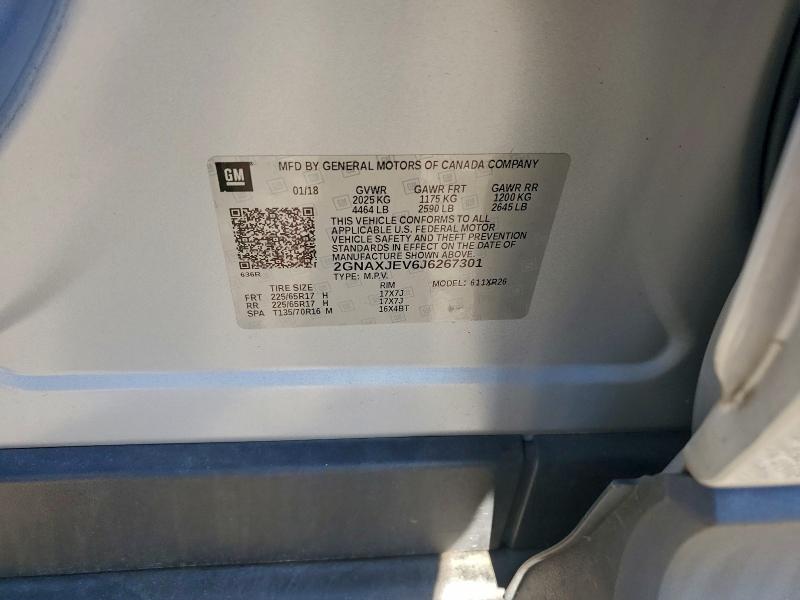 GM
MFD BY GENERAL MOTORS OF CANADA COMPANY
01/18 GVWR GAWR FRT GAWR RR
2025 KG 1175 KG 1200 KG
4464 LB 2590 LB 2645 LB
THIS VEHICLE CONFORMS TO ALL
APPLICABLE U.S. FEDERAL MOTOR
VEHICLE SAFETY AND THEFT PREVENTION
STANDARDS IN EFFECT ON THE DATE OF
MANUFACTURE SHOWN ABOVE.
2GNAXJEV6J6267301
636R TYPE: M.P.V. MODEL: 611XR26
TIRE SIZE RIM
FRT 225/65R17 H 17X7J
RR 225/65R17 H 17X7J
SPA T135/70R16 M 16X4BT